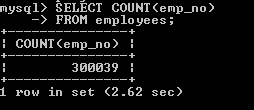 mysql> SELECT COUNT(emp_no)
    -> FROM employees;
+---------------+
| COUNT(emp_no) |
+---------------+
|        300039 |
+---------------+
1 row in set (2.62 sec)